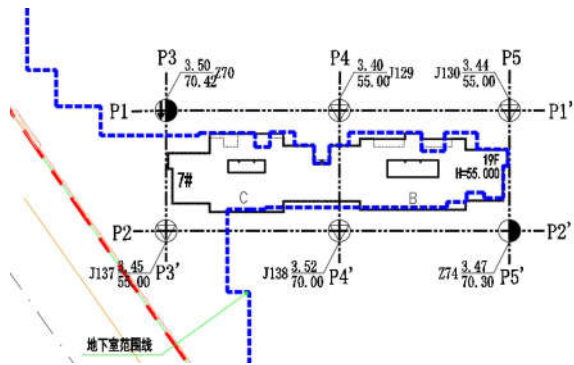 P3 P4 P5
3.50 Z70 3.40 J129 J130 3.44
70.42 55.00 55.00
P1 P1'
19F
7# H=55.000
C B
P2 P2'
J137 3.45 P3' J138 3.52 P4' Z74 3.47 P5'
55.00 70.00 70.30
地下室范围线